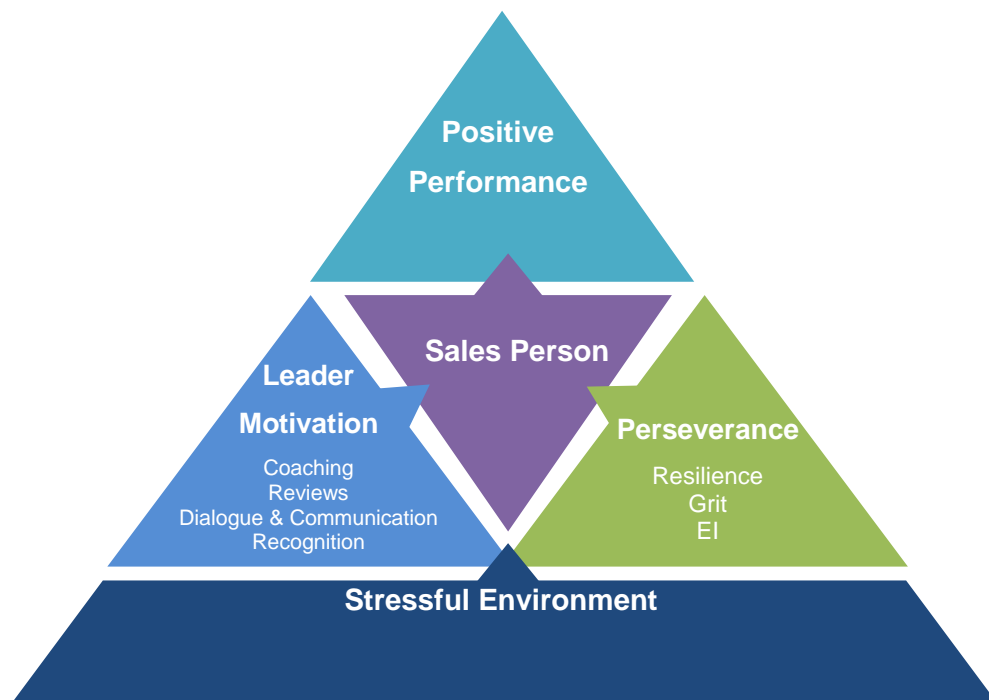 Positive
Performance
Sales Person
Leader
Motivation
Coaching
Reviews
Dialogue & Communication
Recognition
Perseverance
Resilience
Grit
EI
Stressful Environment